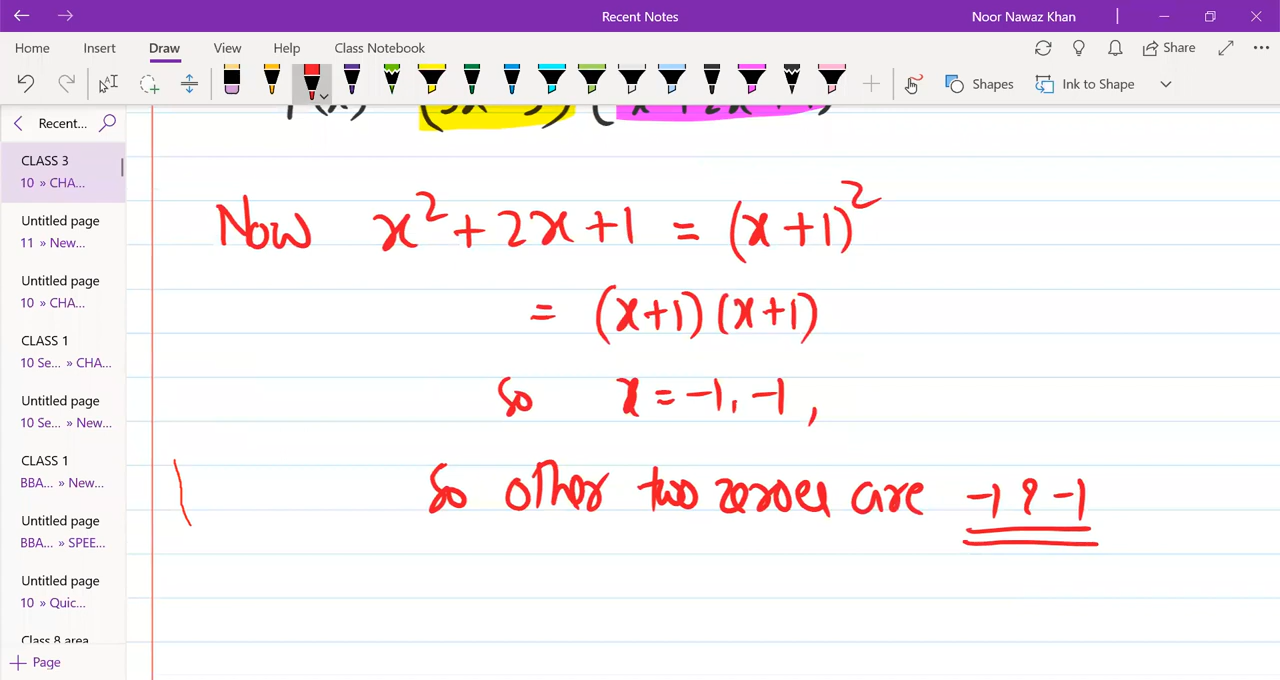 Recent Notes
Noor Nawaz Khan
Home Insert Draw View Help Class Notebook
Share
Shapes
Ink to Shape
Recent...
CLASS 3
10 » CHA...
Untitled page
11 » New...
Untitled page
10 » CHA...
CLASS 1
10 Se... » CHA...
Untitled page
10 Se... » New...
CLASS 1
BBA... » New...
Untitled page
BBA... » SPEE...
Untitled page
10 » Quic...
Class 8 area
Page
Now x² + 2x + 1 = (x+1)²
= (x+1) (x+1)
So x = -1, -1,
So other two zeroes are -1 & -1